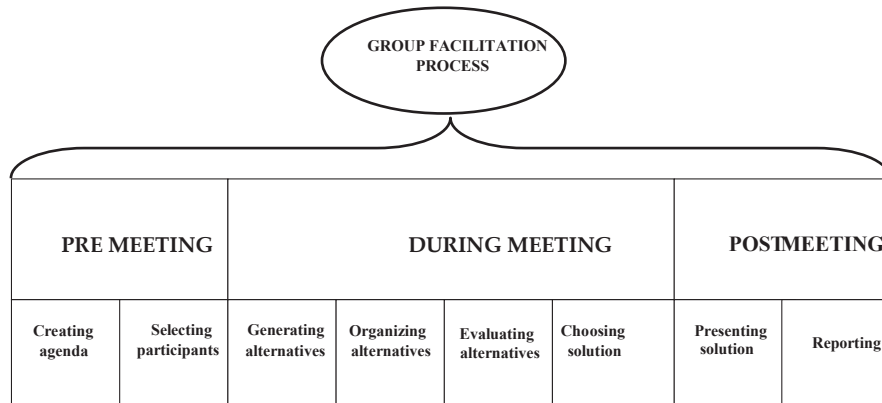 GROUP FACILITATION
PROCESS
PRE MEETING
DURING MEETING
POSTMEETING
Creating
agenda
Selecting
participants
Generating
alternatives
Organizing
alternatives
Evaluating
alternatives
Choosing
solution
Presenting
solution
Reporting